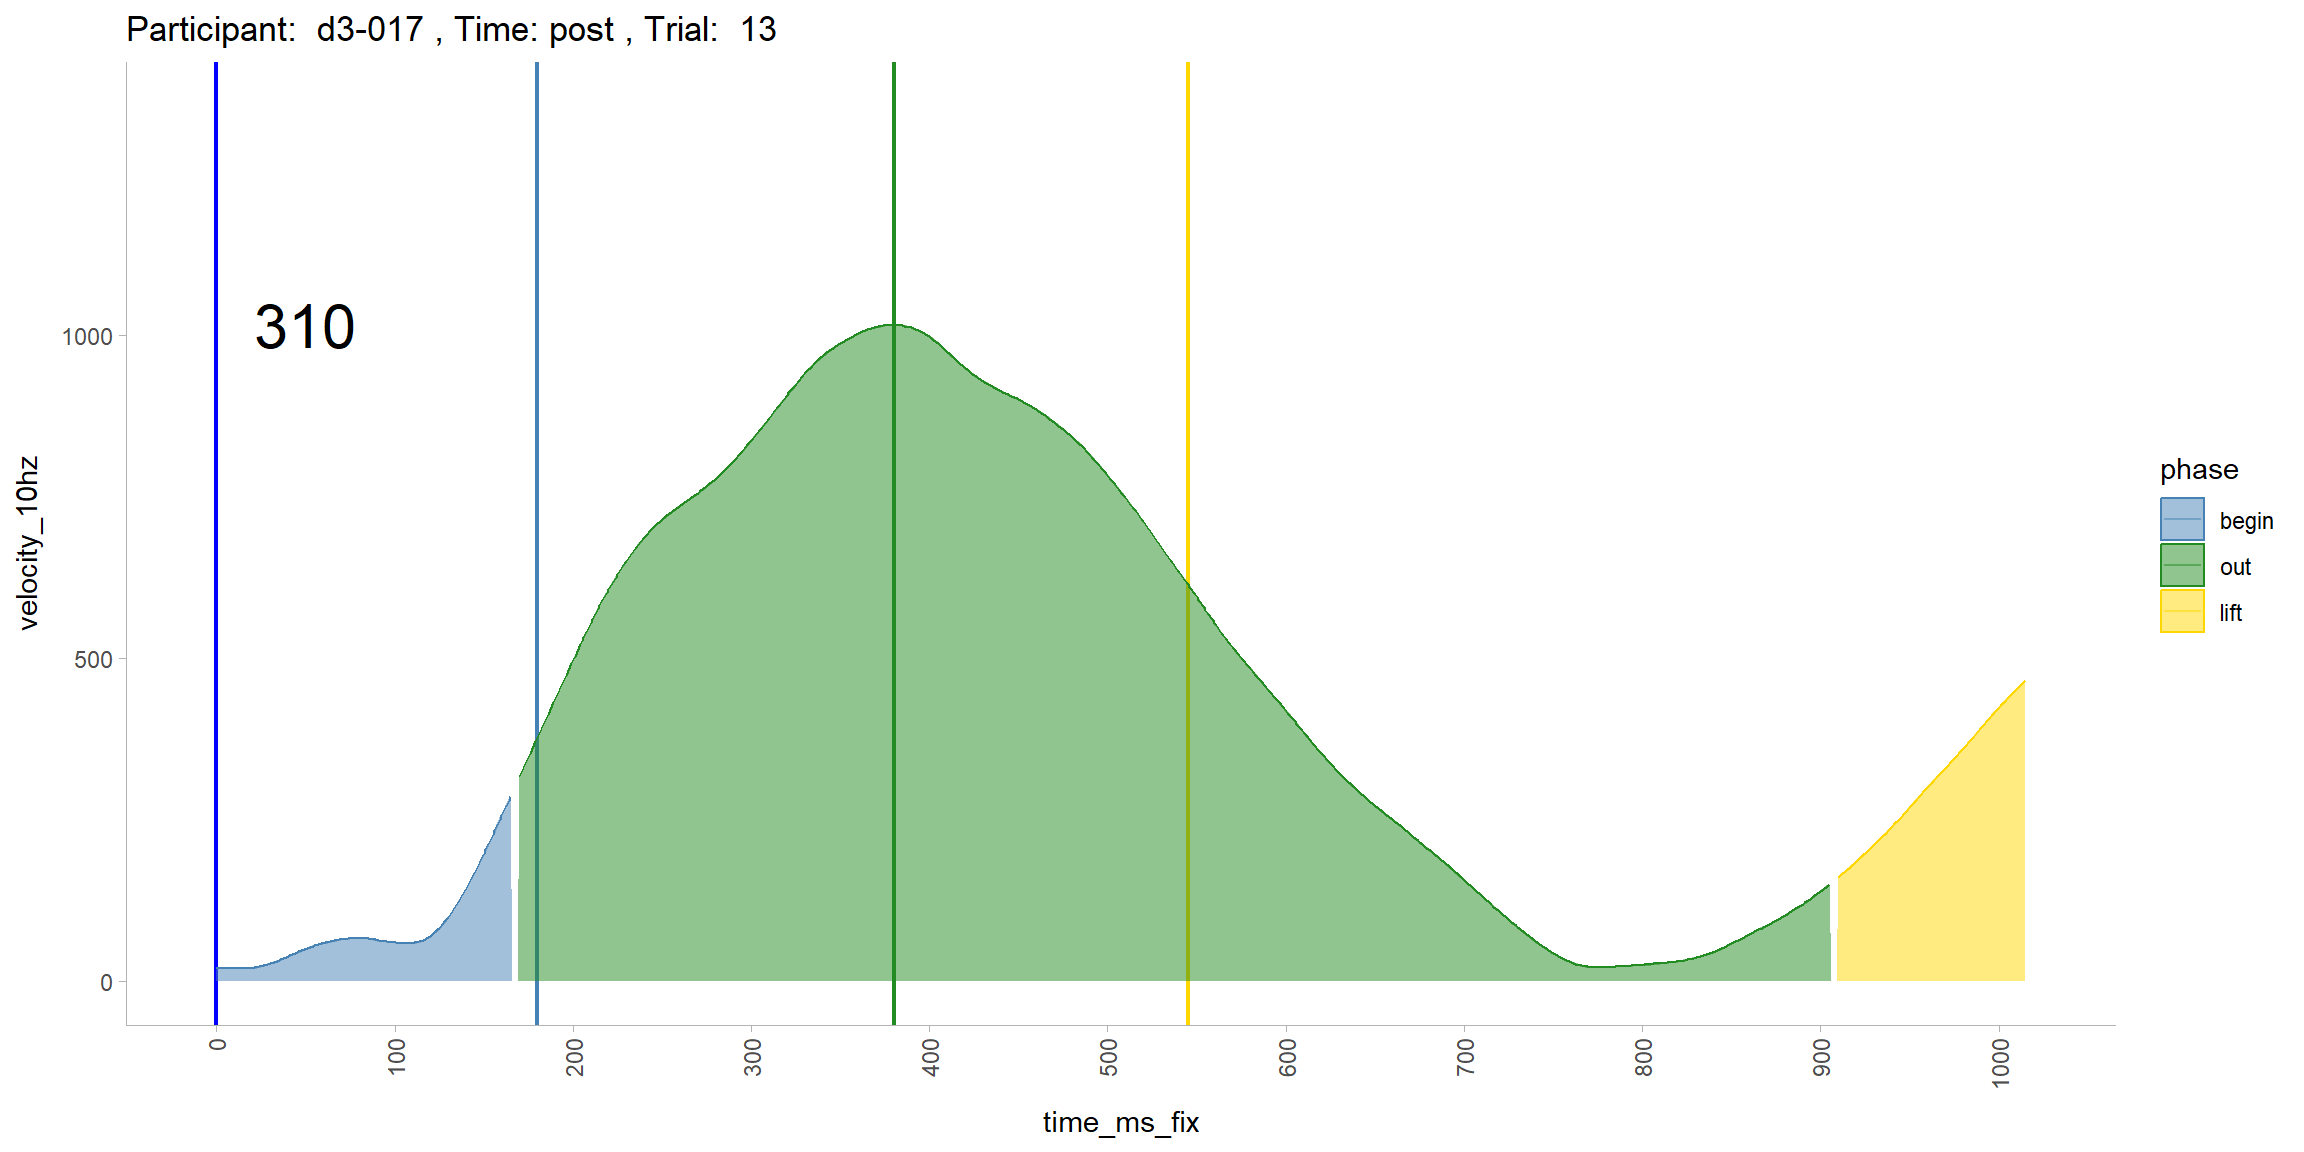 Participant:  d3-017 , Time: post , Trial:  13
310
1000
500
0
velocity_10hz
0 100 200 300 400 500 600 700 800 900 1000
time_ms_fix
phase
begin
out
lift